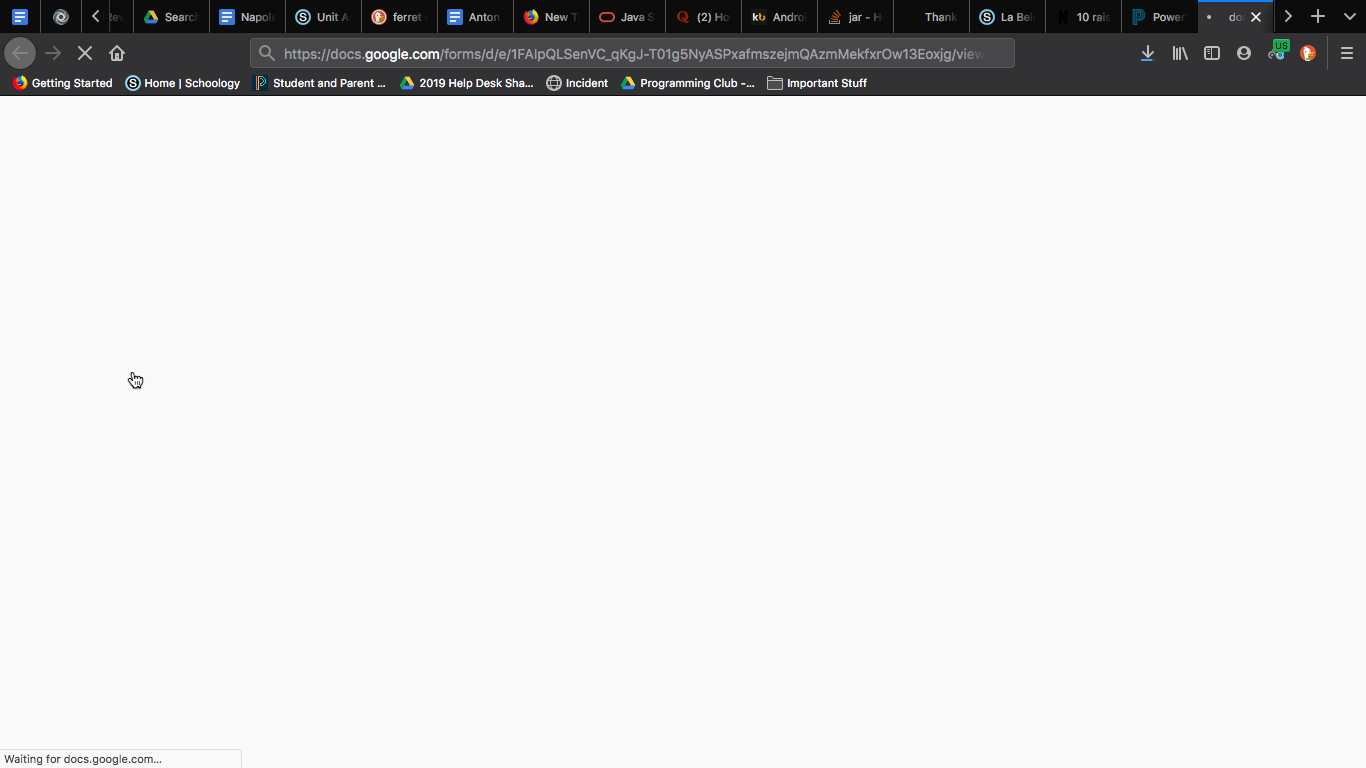 Search Napol Unit A ferret Anton New T Java S (2) Ho Andro jar - H Thank La Bel 10 rais Power doc
https://docs.google.com/forms/d/e/1FAIpQLSenVC_qKgJ-T01g5NyASPxafmszejmQAzmMekfxrOw13Eoxjg/view
US
Getting Started Home | Schoology Student and Parent ... 2019 Help Desk Sha... Incident Programming Club -... Important Stuff
Waiting for docs.google.com...